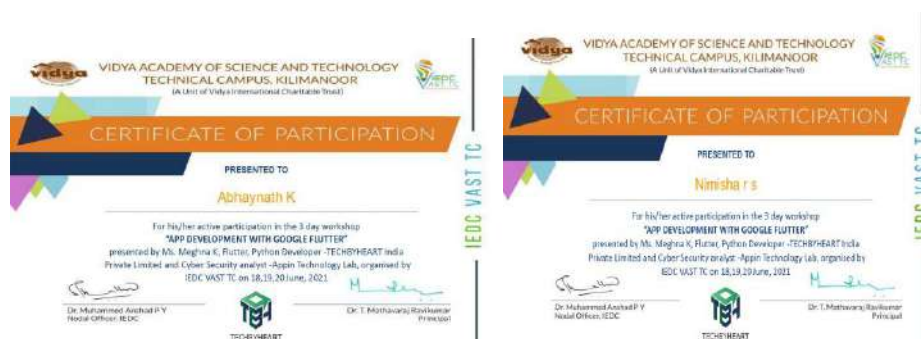 vidya
VIDYA ACADEMY OF SCIENCE AND TECHNOLOGY
TECHNICAL CAMPUS, KILIMANOOR
(A Unit of Vidya International Charitable Trust)
CERTIFICATE OF PARTICIPATION
PRESENTED TO
Abhaynath K
For his/her active participation in the 3 day workshop
"APP DEVELOPMENT WITH GOOGLE FLUTTER"
presented by Ms. Meghna K, Flutter, Python Developer -TECHBYHEART India
Private Limited and Cyber Security analyst -Appin Technology Lab, organised by
IEDC VAST TC on 18,19,20 June, 2021
Dr. Muhammed Anshad P Y
Nodal Officer, IEDC
TECHBYHEART
Dr. T. Mathavaraj Ravikumar
Principal
IEDC VAST TC
vidya
VIDYA ACADEMY OF SCIENCE AND TECHNOLOGY
TECHNICAL CAMPUS, KILIMANOOR
(A Unit of Vidya International Charitable Trust)
CERTIFICATE OF PARTICIPATION
PRESENTED TO
Nimisha r s
For his/her active participation in the 3 day workshop
"APP DEVELOPMENT WITH GOOGLE FLUTTER"
presented by Ms. Meghna K, Flutter, Python Developer -TECHBYHEART India
Private Limited and Cyber Security analyst -Appin Technology Lab, organised by
IEDC VAST TC on 18,19,20 June, 2021
Dr. Muhammed Anshad P Y
Nodal Officer, IEDC
TECHBYHEART
Dr. T. Mathavaraj Ravikumar
Principal
IEDC VAST TC